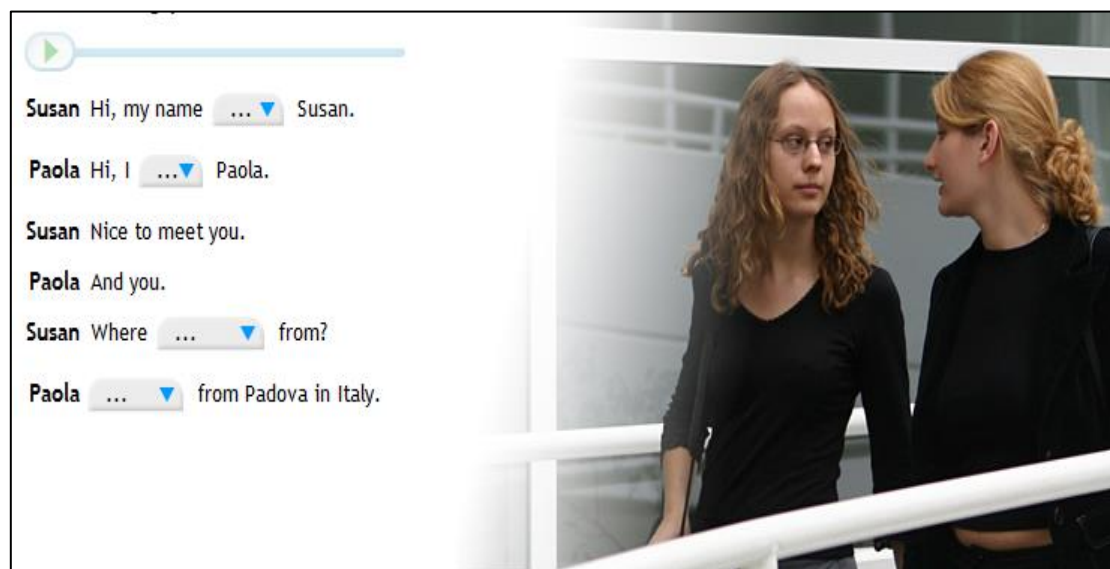 Susan Hi, my name ... Susan.
Paola Hi, I ... Paola.
Susan Nice to meet you.
Paola And you.
Susan Where ... from?
Paola ... from Padova in Italy.